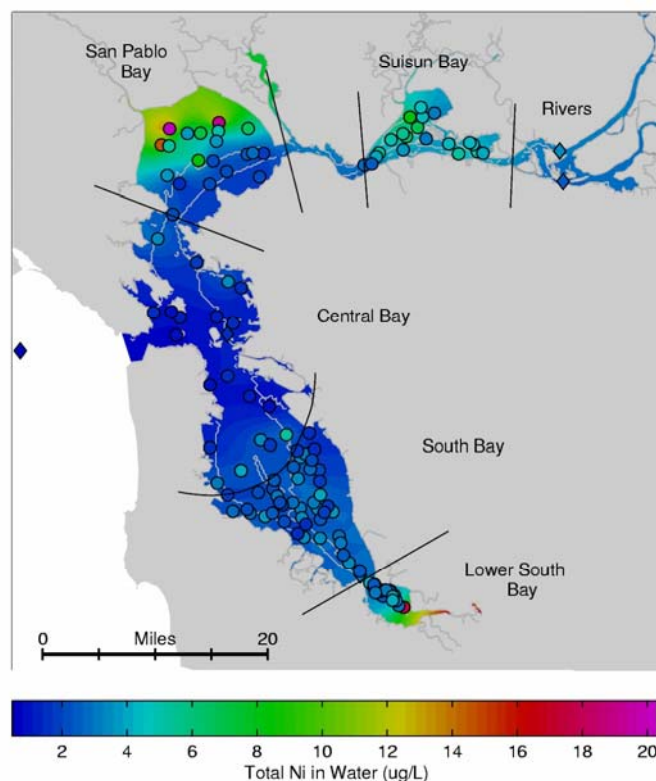 San Pablo
Bay
Suisun Bay
Rivers
Central Bay
South Bay
Lower South
Bay
0 Miles 20
2 4 6 8 10 12 14 16 18 20
Total Ni in Water (ug/L)